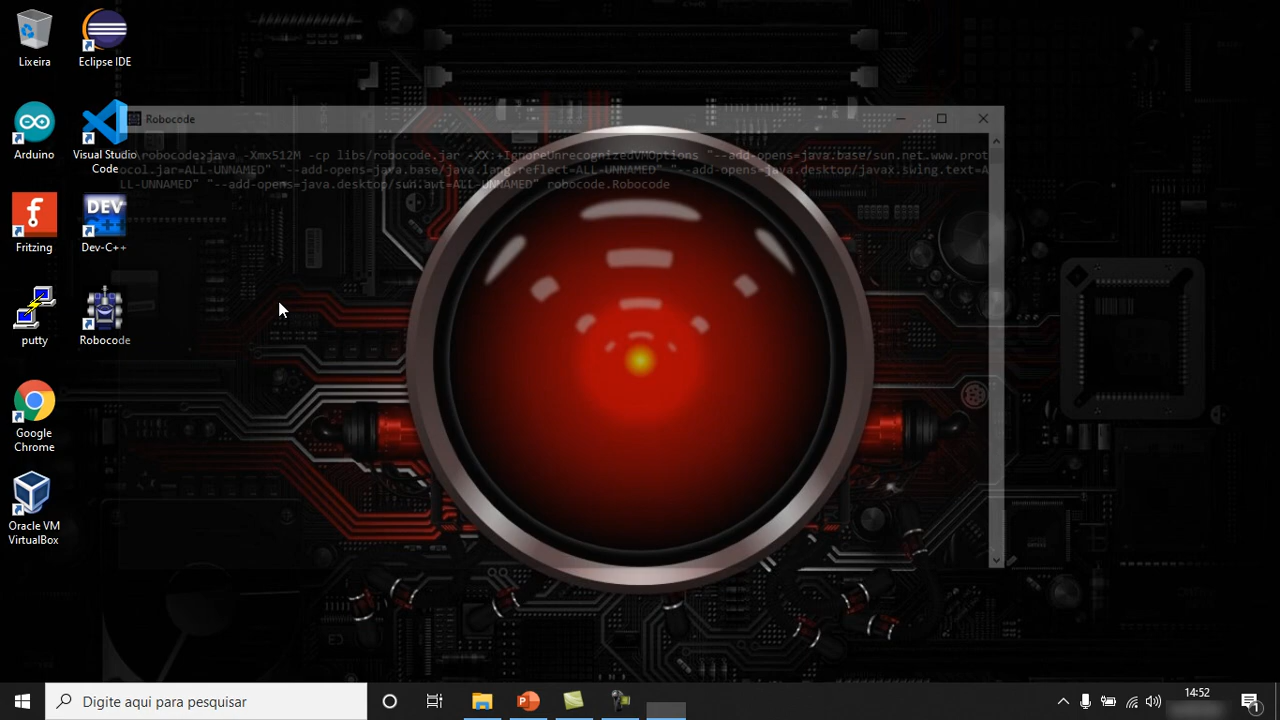 Lixeira
Eclipse IDE
Arduino
Visual Studio
Code
Fritzing
DEV
Dev-C++
putty
Robocode
Google
Chrome
Oracle VM
VirtualBox
Robocode
\robocode>java -Xmx512M -cp libs/robocode.jar -XX:+IgnoreUnrecognizedVMOptions "--add-opens=java.base/sun.net.www.prot
ocol.jar=ALL-UNNAMED" "--add-opens=java.base/java.lang.reflect=ALL-UNNAMED" "--add-opens=java.desktop/javax.swing.text=A
LL-UNNAMED" "--add-opens=java.desktop/sun.awt=ALL-UNNAMED" robocode.Robocode
Digite aqui para pesquisar
14:52
1